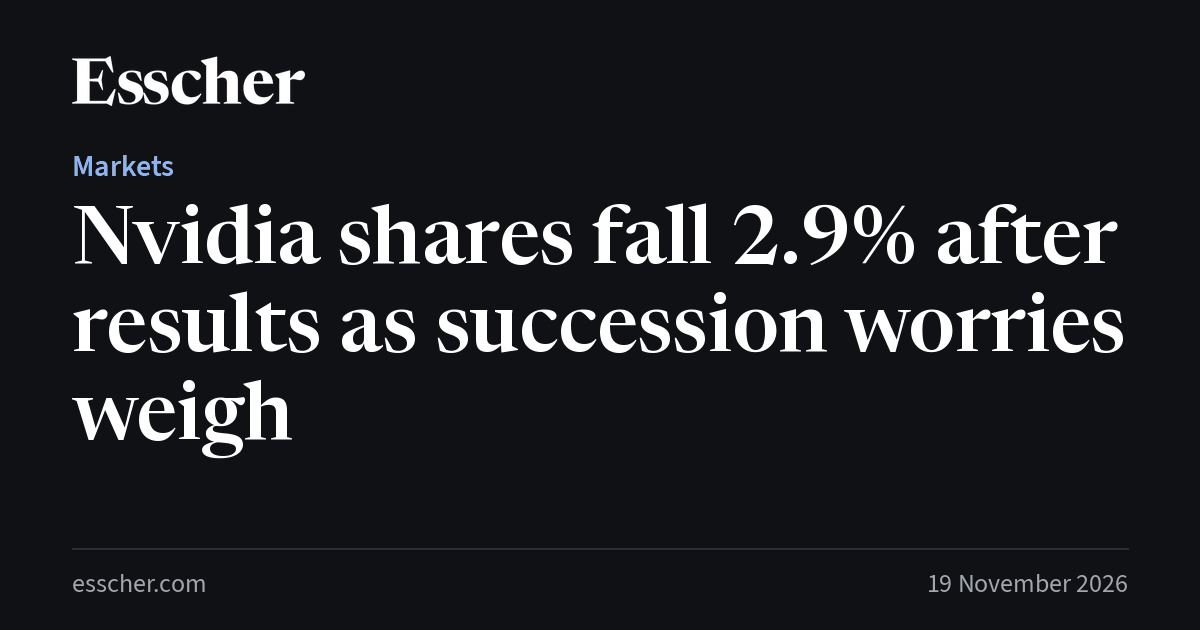 Esscher
Markets
Nvidia shares fall 2.9% after
results as succession worries
weigh
esscher.com
19 November 2026